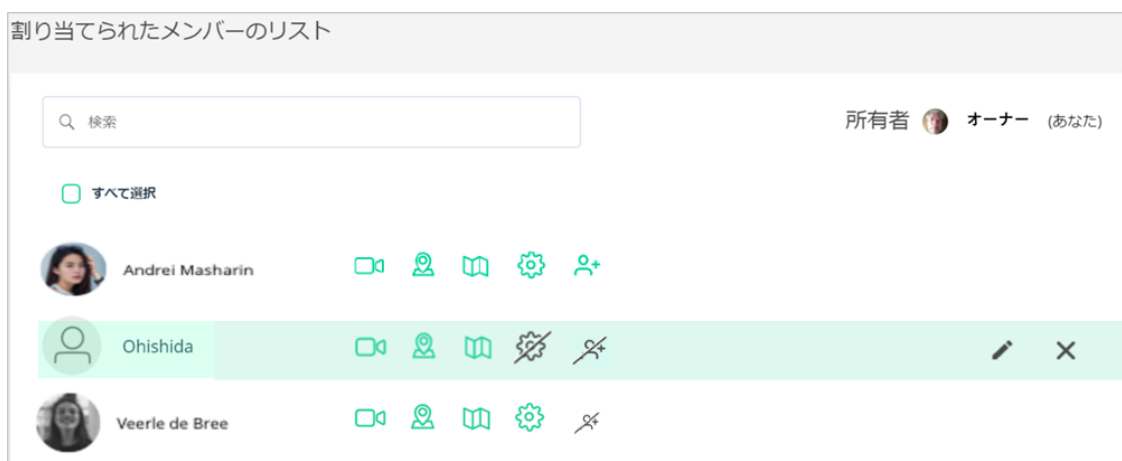 割り当てられたメンバーのリスト
検索
所有者 オーナー (あなた)
すべて選択
Andrei Masharin
Ohishida
Veerle de Bree